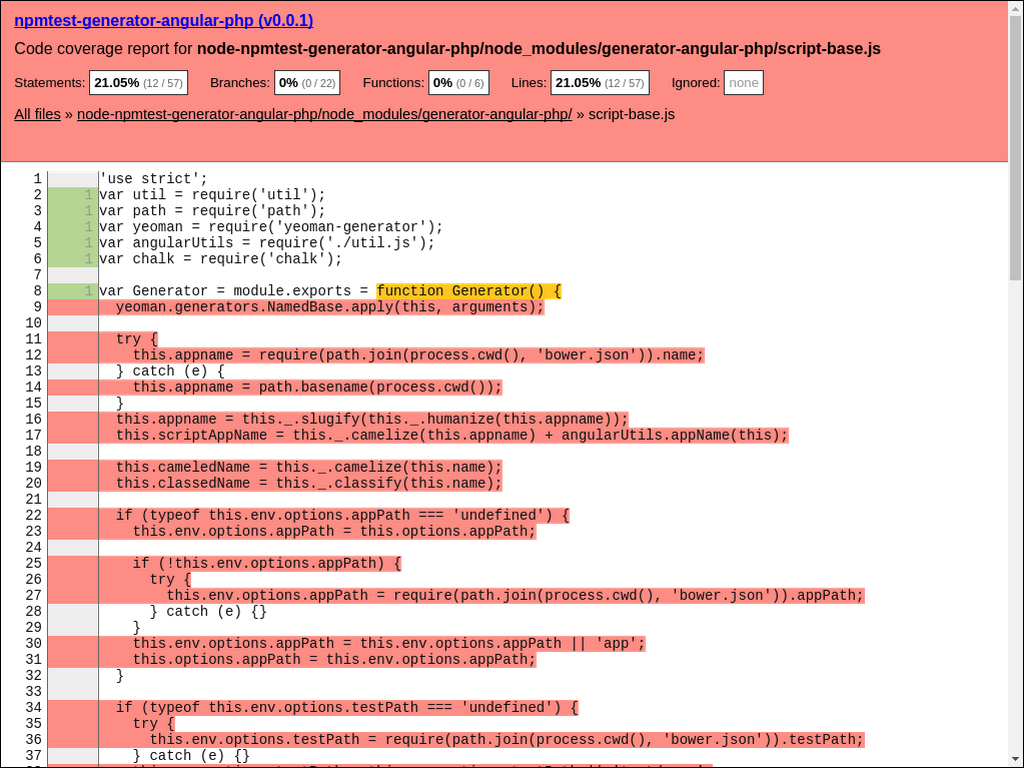 npmtest-generator-angular-php (v0.0.1)
Code coverage report for node-npmtest-generator-angular-php/node_modules/generator-angular-php/script-base.js
Statements: 21.05% (12 / 57) Branches: 0% (0 / 22) Functions: 0% (0 / 6) Lines: 21.05% (12 / 57) Ignored: none
All files » node-npmtest-generator-angular-php/node_modules/generator-angular-php/ » script-base.js
1 'use strict';
2 1 var util = require('util');
3 1 var path = require('path');
4 1 var yeoman = require('yeoman-generator');
5 1 var angularUtils = require('./util.js');
6 1 var chalk = require('chalk');
7
8 1 var Generator = module.exports = function Generator() {
9 yeoman.generators.NamedBase.apply(this, arguments);
10
11 try {
12 this.appname = require(path.join(process.cwd(), 'bower.json')).name;
13 } catch (e) {
14 this.appname = path.basename(process.cwd());
15 }
16 this.appname = this._.slugify(this._.humanize(this.appname));
17 this.scriptAppName = this._.camelize(this.appname) + angularUtils.appName(this);
18
19 this.cameledName = this._.camelize(this.name);
20 this.classedName = this._.classify(this.name);
21
22 if (typeof this.env.options.appPath === 'undefined') {
23 this.env.options.appPath = this.options.appPath;
24
25 if (!this.env.options.appPath) {
26 try {
27 this.env.options.appPath = require(path.join(process.cwd(), 'bower.json')).appPath;
28 } catch (e) {}
29 }
30 this.env.options.appPath = this.env.options.appPath || 'app';
31 this.options.appPath = this.env.options.appPath;
32 }
33
34 if (typeof this.env.options.testPath === 'undefined') {
35 try {
36 this.env.options.testPath = require(path.join(process.cwd(), 'bower.json')).testPath;
37 } catch (e) {}